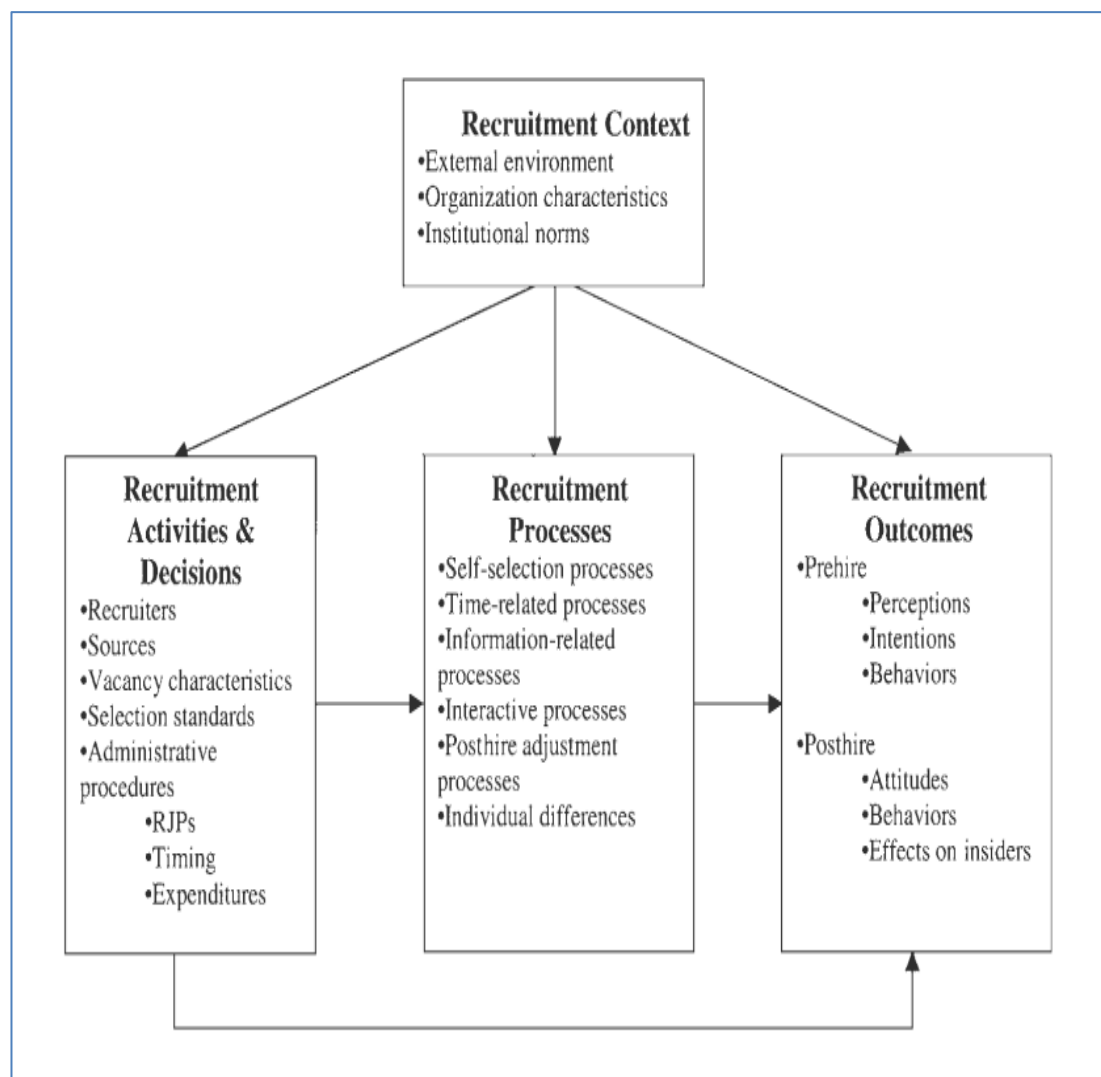 Recruitment Context
•External environment
•Organization characteristics
•Institutional norms
Recruitment
Activities &
Decisions
•Recruiters
•Sources
•Vacancy characteristics
•Selection standards
•Administrative
procedures
•RJPs
•Timing
•Expenditures
Recruitment
Processes
•Self-selection processes
•Time-related processes
•Information-related
processes
•Interactive processes
•Posthire adjustment
processes
•Individual differences
Recruitment
Outcomes
•Prehire
•Perceptions
•Intentions
•Behaviors
•Posthire
•Attitudes
•Behaviors
•Effects on insiders